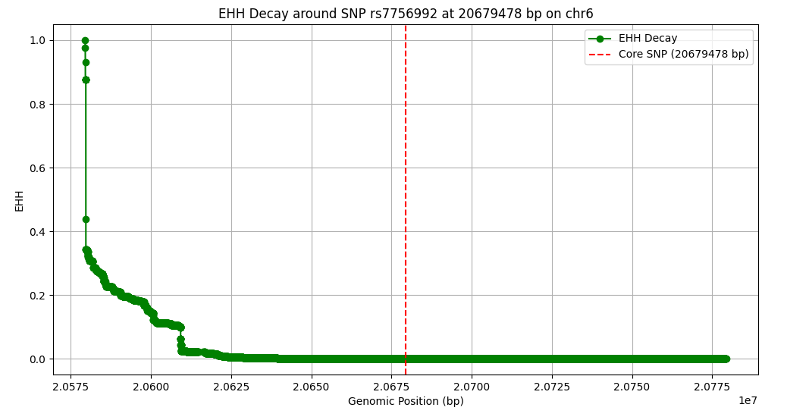 EHH Decay around SNP rs7756992 at 20679478 bp on chr6
EHH Decay
Core SNP (20679478 bp)
EHH
1.0
0.8
0.6
0.4
0.2
0.0
2.0575 2.0600 2.0625 2.0650 2.0675 2.0700 2.0725 2.0750 2.0775
1e7
Genomic Position (bp)